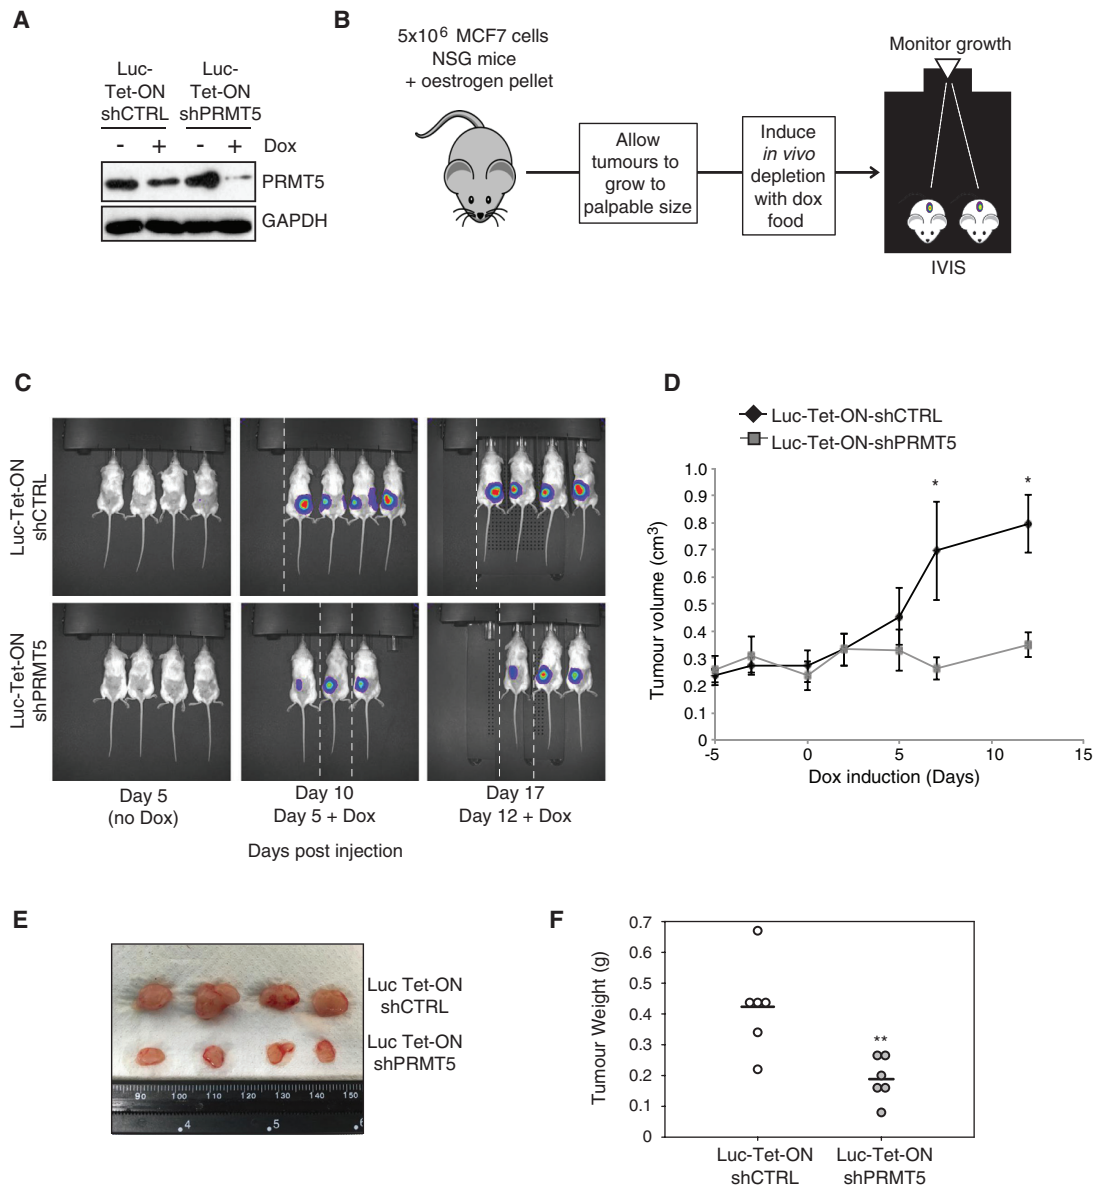 A
Luc-
Tet-ON
shCTRL
Luc-
Tet-ON
shPRMT5
- + - + Dox
PRMT5
GAPDH
B
5x10⁶ MCF7 cells
NSG mice
+ oestrogen pellet
Allow
tumours to
grow to
palpable size
Induce
in vivo
depletion
with dox
food
Monitor growth
IVIS
C
Luc-Tet-ON
shCTRL
Luc-Tet-ON
shPRMT5
Day 5
(no Dox)
Day 10
Day 5 + Dox
Day 17
Day 12 + Dox
Days post injection
D
Luc-Tet-ON-shCTRL
Luc-Tet-ON-shPRMT5
Tumour volume (cm³)
1.0
0.9
0.8
0.7
0.6
0.5
0.4
0.3
0.2
0.1
0
* *
-5 0 5 10 15
Dox induction (Days)
E
Luc Tet-ON
shCTRL
Luc Tet-ON
shPRMT5
90 100 110 120 130 140 150
4 5 6
F
Tumour Weight (g)
0.7
0.6
0.5
0.4
0.3
0.2
0.1
0
**
Luc-Tet-ON
shCTRL
Luc-Tet-ON
shPRMT5